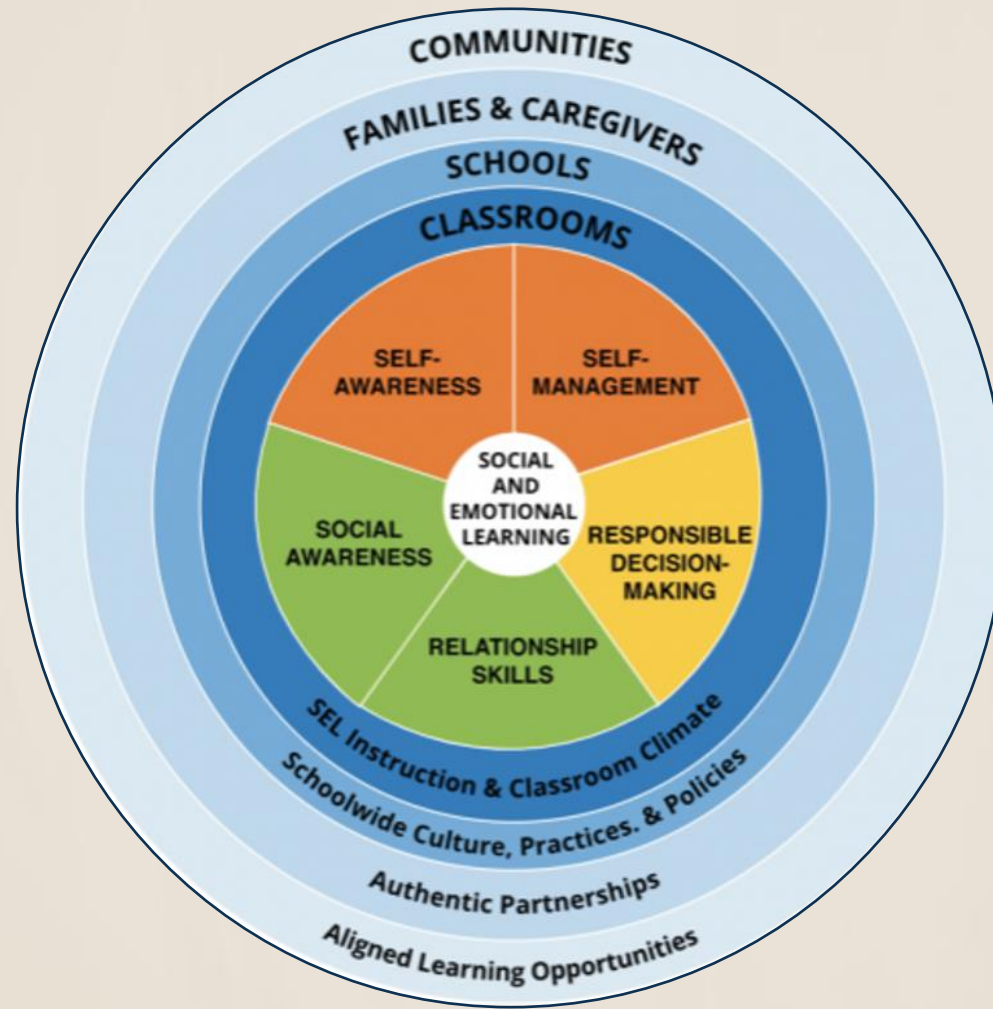 COMMUNITIES
FAMILIES & CAREGIVERS
SCHOOLS
CLASSROOMS
SELF-
AWARENESS
SELF-
MANAGEMENT
SOCIAL
AND
EMOTIONAL
LEARNING
SOCIAL
AWARENESS
RESPONSIBLE
DECISION-
MAKING
RELATIONSHIP
SKILLS
SEL Instruction & Classroom Climate
Schoolwide Culture, Practices. & Policies
Authentic Partnerships
Aligned Learning Opportunities